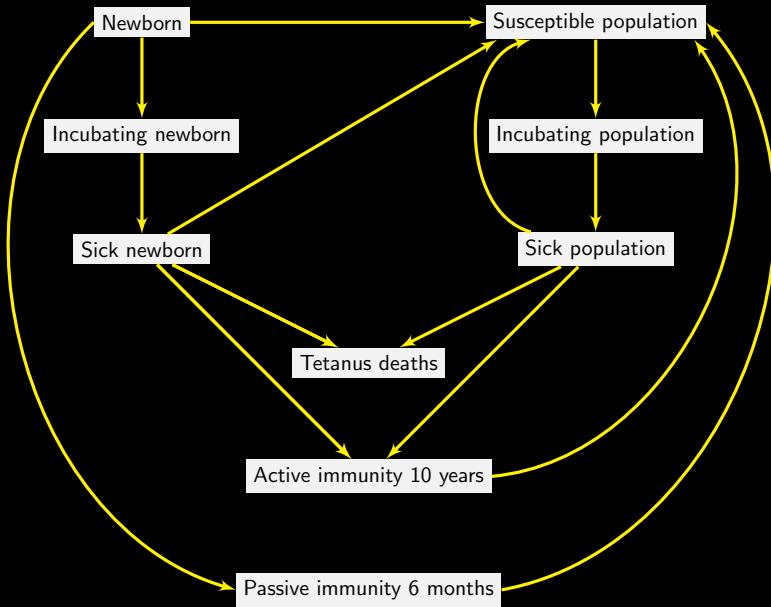 Newborn
Susceptible population
Incubating newborn
Incubating population
Sick newborn
Sick population
Tetanus deaths
Active immunity 10 years
Passive immunity 6 months